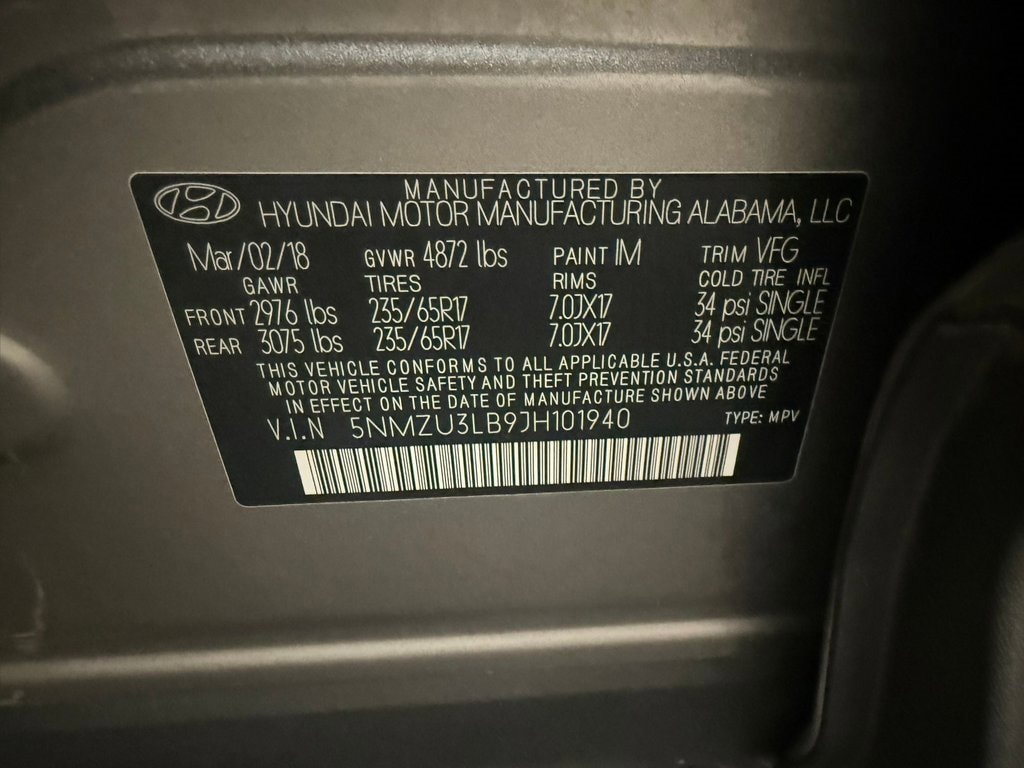 MANUFACTURED BY
HYUNDAI MOTOR MANUFACTURING ALABAMA, LLC
Mar/02/18 GVWR 4872 lbs PAINT IM TRIM VFG
GAWR TIRES RIMS COLD TIRE INFL
FRONT 2976 lbs 235/65R17 7.0JX17 34 psi SINGLE
REAR 3075 lbs 235/65R17 7.0JX17 34 psi SINGLE
THIS VEHICLE CONFORMS TO ALL APPLICABLE U.S.A. FEDERAL
MOTOR VEHICLE SAFETY AND THEFT PREVENTION STANDARDS
IN EFFECT ON THE DATE OF MANUFACTURE SHOWN ABOVE
V.I.N 5NMZU3LB9JH101940 TYPE: MPV